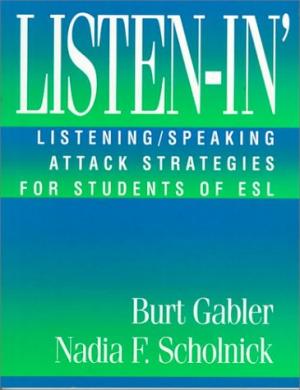 LISTEN-IN'
LISTENING/SPEAKING
ATTACK STRATEGIES
FOR STUDENTS OF ESL
Burt Gabler
Nadia F. Scholnick